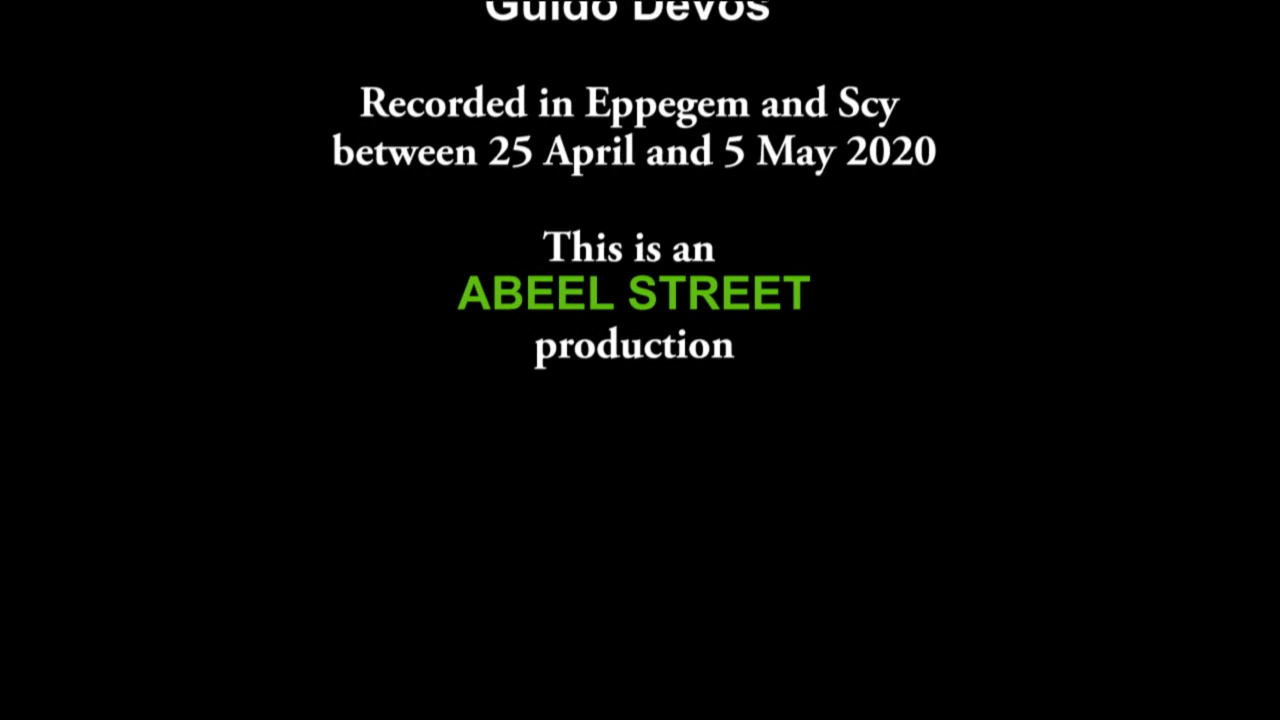 Guido Devos
Recorded in Eppegem and Scy
between 25 April and 5 May 2020
This is an
ABEEL STREET
production